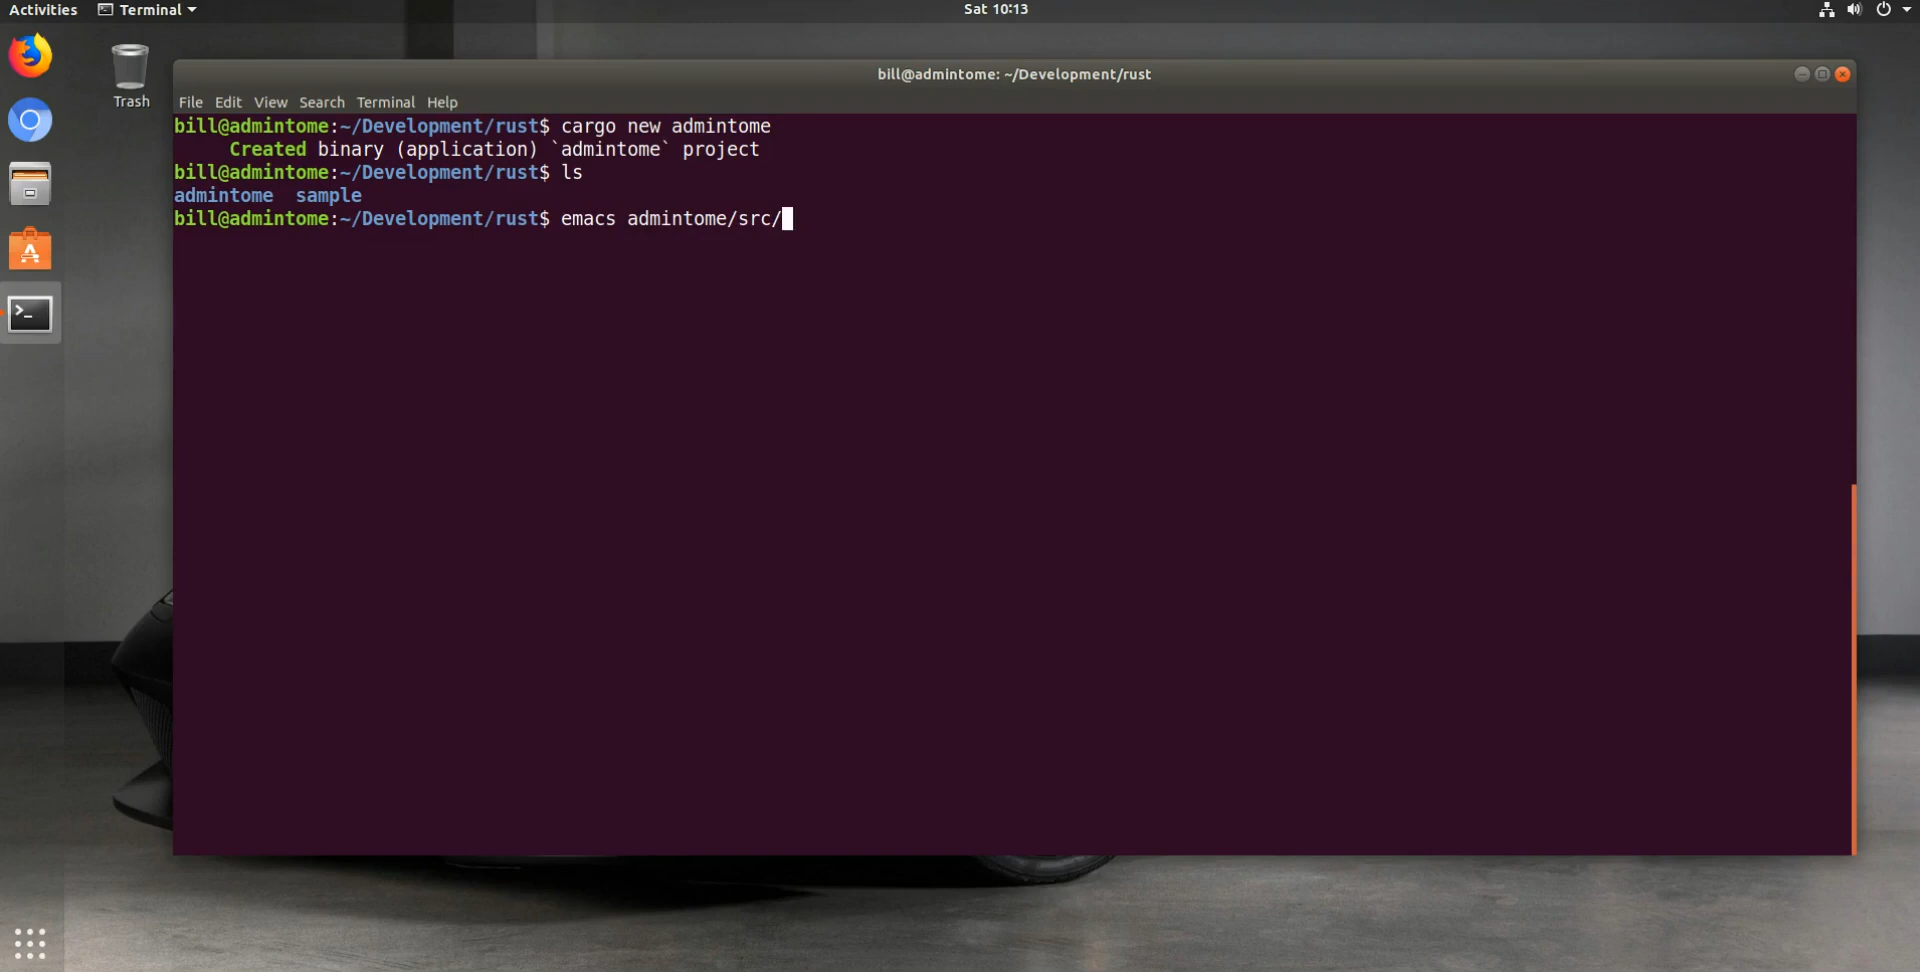 Activities Terminal Sat 10:13
Trash
bill@admintome: ~/Development/rust
File Edit View Search Terminal Help
bill@admintome:~/Development/rust$ cargo new admintome
Created binary (application) `admintome` project
bill@admintome:~/Development/rust$ ls
admintome sample
bill@admintome:~/Development/rust$ emacs admintome/src/